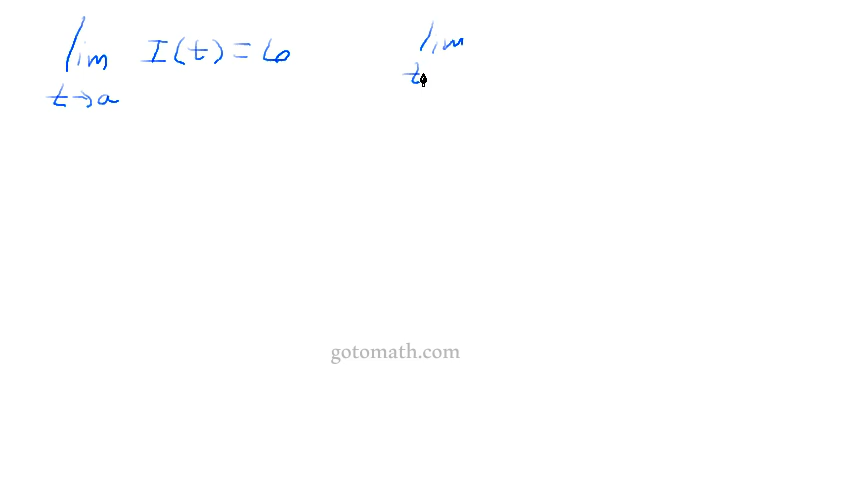 lim I(t) = 6 lim
t→a t
gotomath.com